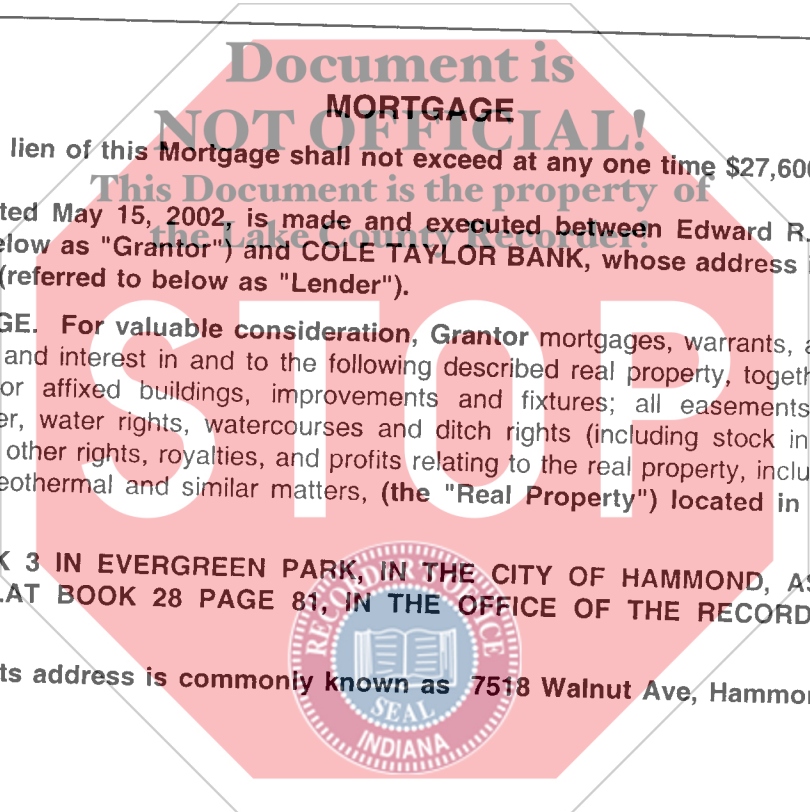 Document is
MORTGAGE
NOT OFFICIAL!
lien of this Mortgage shall not exceed at any one time $27,600
This Document is the property of
ted May 15, 2002, is made and executed between Edward R.
the Lake County Recorder!
elow as "Grantor") and COLE TAYLOR BANK, whose address i
(referred to below as "Lender").
GE. For valuable consideration, Grantor mortgages, warrants, a
and interest in and to the following described real property, togeth
or affixed buildings, improvements and fixtures; all easements
er, water rights, watercourses and ditch rights (including stock in
other rights, royalties, and profits relating to the real property, inclu
eothermal and similar matters, (the "Real Property") located in
STOP
K 3 IN EVERGREEN PARK, IN THE CITY OF HAMMOND, AS
LAT BOOK 28 PAGE 81, IN THE OFFICE OF THE RECORD
ts address is commonly known as 7518 Walnut Ave, Hammon
RECORDER OFFICE
SEAL
INDIANA